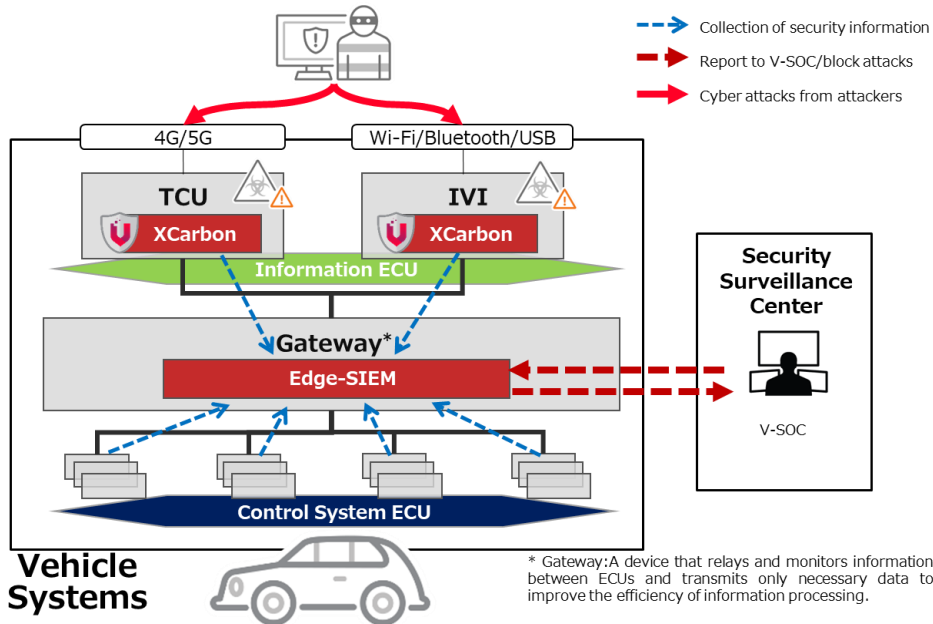 Collection of security information
Report to V-SOC/block attacks
Cyber attacks from attackers
4G/5G
Wi-Fi/Bluetooth/USB
TCU
IVI
XCarbon
XCarbon
Information ECU
Gateway*
Edge-SIEM
Security
Surveillance
Center
V-SOC
Control System ECU
Vehicle
Systems
* Gateway:A device that relays and monitors information
between ECUs and transmits only necessary data to
improve the efficiency of information processing.